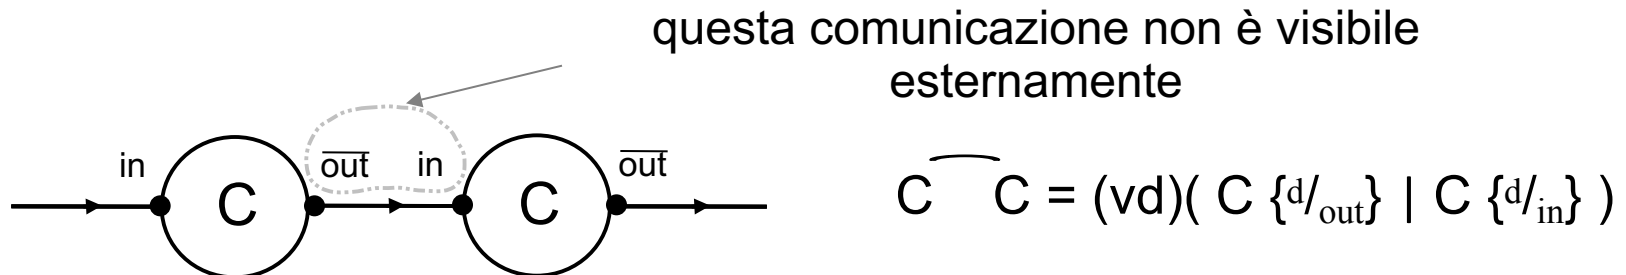 questa comunicazione non è visibile
esternamente
in C out in C out
C⁀C = (νd)( C {d/out} | C {d/in} )